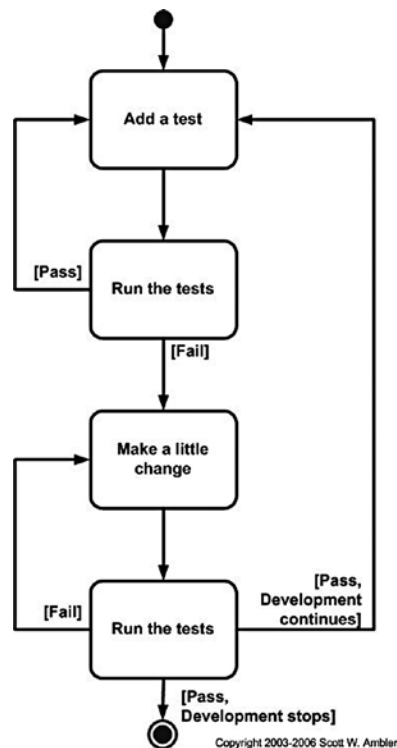 Add a test
[Pass]
Run the tests
[Fail]
Make a little
change
[Pass,
Development
continues]
[Fail]
Run the tests
[Pass,
Development stops]
Copyright 2003-2006 Scott W. Ambler